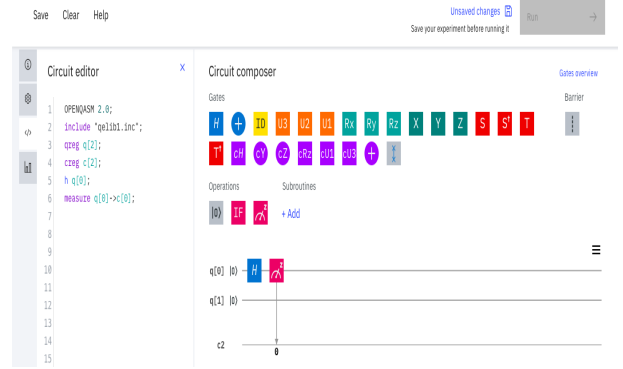 Save Clear Help
Unsaved changes
Save your experiment before running it
Run
Circuit editor
x
1 OPENQASM 2.0;
2 include "qelib1.inc";
3 qreg q[2];
4 creg c[2];
5 h q[0];
6 measure q[0]->c[0];
7
8
9
10
11
12
13
14
15
Circuit composer
Gates overview
Gates
Barrier
H + ID U3 U2 U1 Rx Ry Rz X Y Z S S† T
T† cH cY cZ cRz cU1 cU3 +
Operations Subroutines
|0⟩ IF z
+ Add
q[0] |0⟩ H z
q[1] |0⟩
c2
0